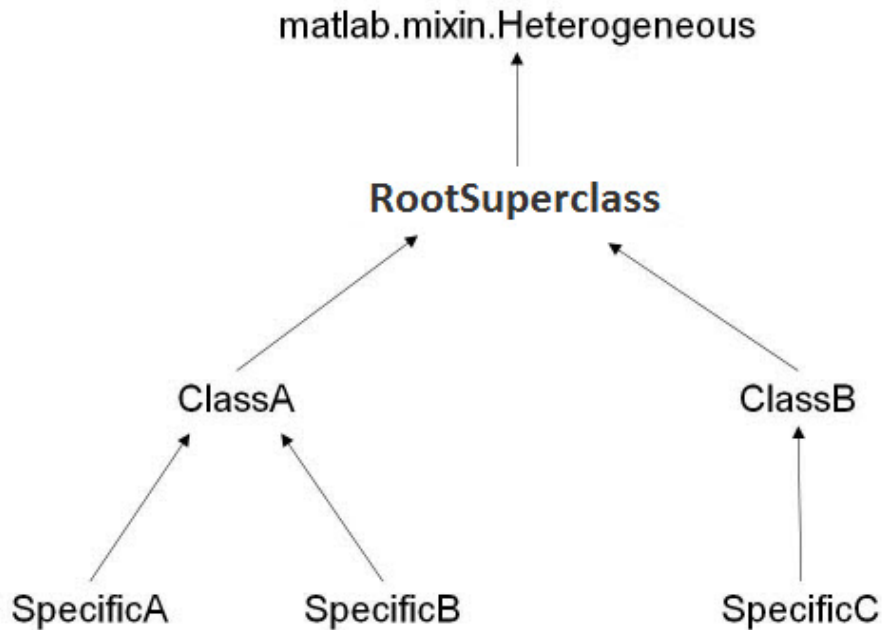 matlab.mixin.Heterogeneous
RootSuperclass
ClassA ClassB
SpecificA SpecificB SpecificC